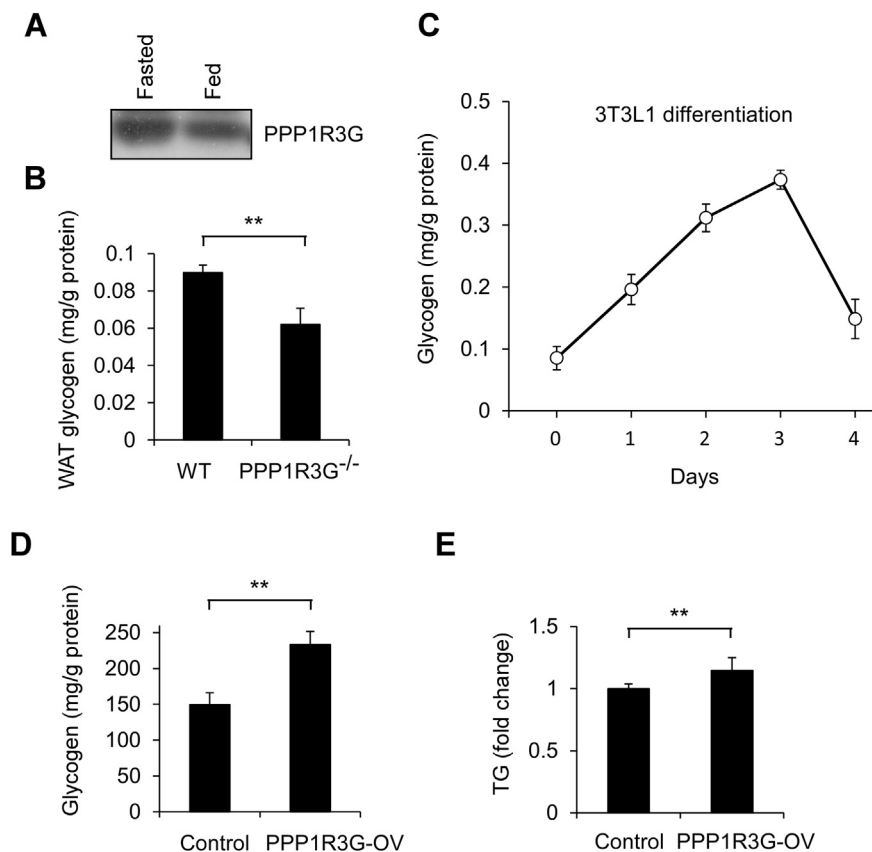 A
Fasted
Fed
PPP1R3G
B
**
WAT glycogen (mg/g protein)
0.1
0.08
0.06
0.04
0.02
0
WT
PPP1R3G-/-
C
3T3L1 differentiation
Glycogen (mg/g protein)
0.5
0.4
0.3
0.2
0.1
0
0 1 2 3 4
Days
D
**
Glycogen (mg/g protein)
250
200
150
100
50
0
Control PPP1R3G-OV
E
**
TG (fold change)
1.5
1
0.5
0
Control PPP1R3G-OV